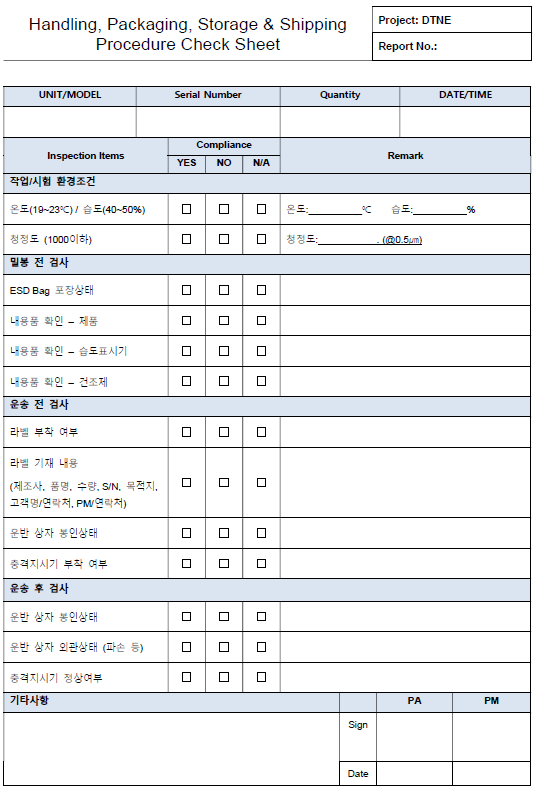 Handling, Packaging, Storage & Shipping
Procedure Check Sheet
Project: DTNE
Report No.:
UNIT/MODEL Serial Number Quantity DATE/TIME
Inspection Items Compliance Remark
YES NO N/A
작업/시험 환경조건
온도(19~23℃) / 습도(40~50%) ☐ ☐ ☐ 온도:__________℃ 습도:__________%
청정도 (1000이하) ☐ ☐ ☐ 청정도:___________. (@0.5㎛)
밀봉 전 검사
ESD Bag 포장상태 ☐ ☐ ☐
내용품 확인 – 제품 ☐ ☐ ☐
내용품 확인 – 습도표시기 ☐ ☐ ☐
내용품 확인 – 건조제 ☐ ☐ ☐
운송 전 검사
라벨 부착 여부 ☐ ☐ ☐
라벨 기재 내용
(제조사, 품명, 수량, S/N, 목적지, ☐ ☐ ☐
고객명/연락처, PM/연락처)
운반 상자 봉인상태 ☐ ☐ ☐
충격지시기 부착 여부 ☐ ☐ ☐
운송 후 검사
운반 상자 봉인상태 ☐ ☐ ☐
운반 상자 외관상태 (파손 등) ☐ ☐ ☐
충격지시기 정상여부 ☐ ☐ ☐
기타사항 PA PM
Sign
Date